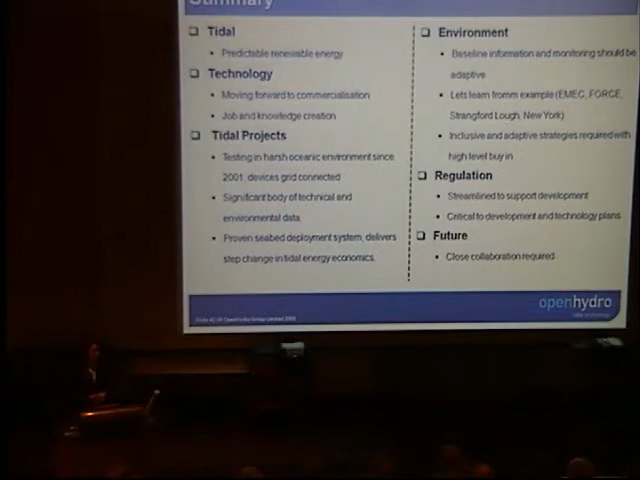 Summary
Tidal
Predictable renewable energy
Technology
Moving forward to commercialisation
Job and knowledge creation
Tidal Projects
Testing in harsh oceanic environment since
2001, devices grid connected
Significant body of technical and
environmental data
Proven seabed deployment system, delivers
step change in tidal energy economics
Environment
Baseline information and monitoring should be
adaptive
Lets learn fromm example (EMEC, FORCE,
Strangford Lough, New York)
Inclusive and adaptive strategies required with
high level buy in
Regulation
Streamlined to support development
Critical to development and technology plans
Future
Close collaboration required
openhydro